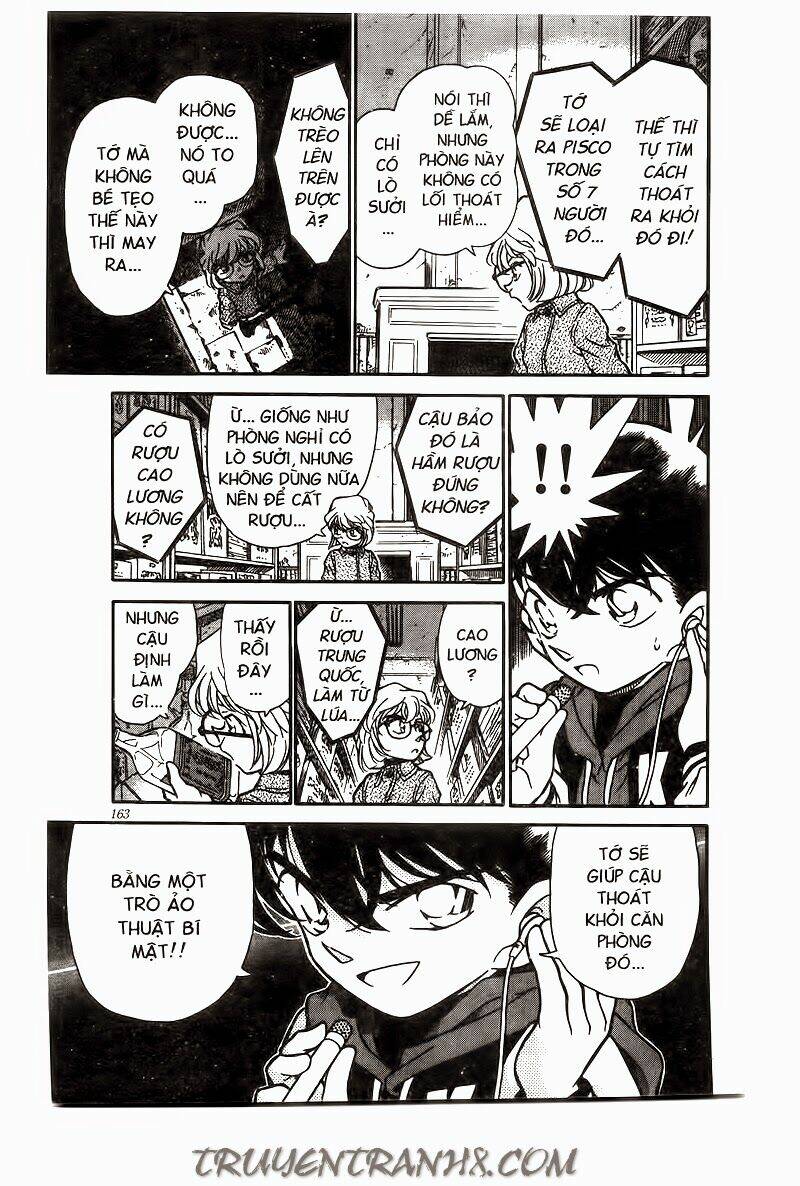 THẾ THÌ
TỰ TÌM
CÁCH
THOÁT
RA KHỎI
ĐÓ ĐI!
TỚ
SẼ LOẠI
RA PISCO
TRONG
SỐ 7
NGƯỜI
ĐÓ...
NÓI THÌ
DỀ LẮM,
NHƯNG
PHÒNG NÀY
KHÔNG CÓ
LỐI THOÁT
HIỂM...
CHỈ
CÓ LÒ
SƯỞI
...
KHÔNG
TRÈO
LÊN
TRÊN
ĐƯỢC
À?
KHÔNG
ĐƯỢC...
NÓ TO
QUÁ
...
TỚ MÀ
KHÔNG
BÉ TẸO
THẾ NÀY
THÌ MAY
RA...
!!
CẬU BẢO
ĐÓ LÀ
HẦM RƯỢU
ĐÚNG
KHÔNG?
Ừ... GIỐNG NHƯ
PHÒNG NGHỈ CÓ
LÒ SƯỞI, NHƯNG
KHÔNG DÙNG NỮA
NÊN ĐỂ CẤT
RƯỢU...
CÓ
RƯỢU
CAO
LƯƠNG
KHÔNG
?
CAO
LƯƠNG
?
Ừ...
RƯỢU
TRUNG
QUỐC,
LÀM TỪ
LÚA...
THẤY
RỒI
ĐÂY
...
NHƯNG
CẬU
ĐỊNH
LÀM
GÌ...
163
TỚ SẼ
GIÚP CẬU
THOÁT
KHỎI CĂN
PHÒNG
ĐÓ...
BẰNG MỘT
TRÒ ẢO
THUẬT BÍ
MẬT!!
TRUYENTRANH8.COM